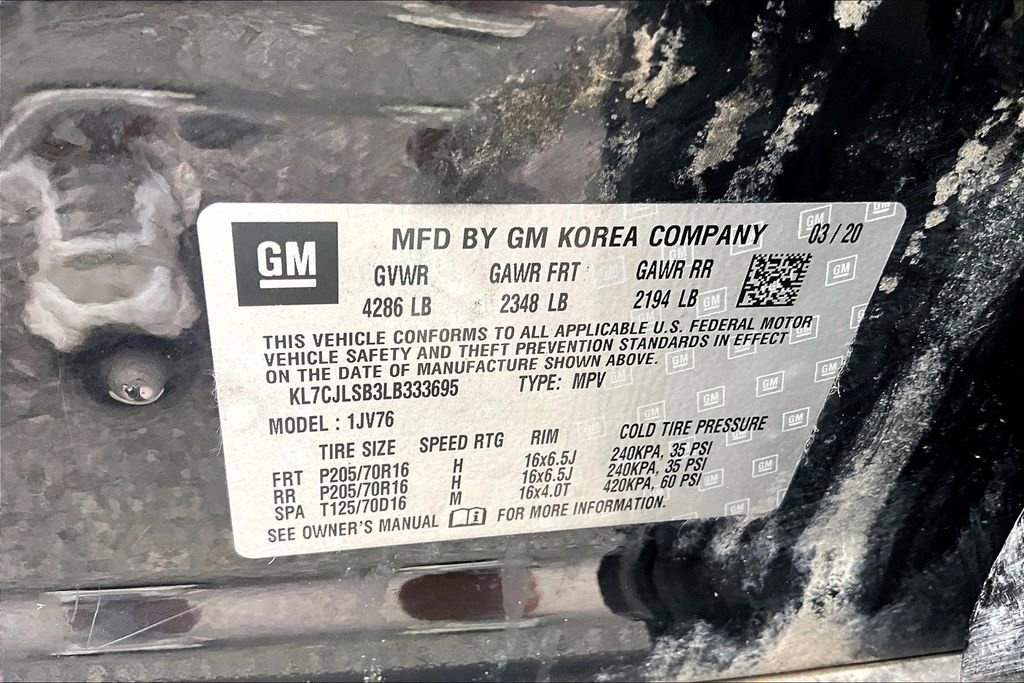 GM
MFD BY GM KOREA COMPANY 03/20
GVWR GAWR FRT GAWR RR
4286 LB 2348 LB 2194 LB
THIS VEHICLE CONFORMS TO ALL APPLICABLE U.S. FEDERAL MOTOR
VEHICLE SAFETY AND THEFT PREVENTION STANDARDS IN EFFECT
ON THE DATE OF MANUFACTURE SHOWN ABOVE.
KL7CJLSB3LB333695 TYPE: MPV
MODEL : 1JV76
TIRE SIZE SPEED RTG RIM COLD TIRE PRESSURE
FRT P205/70R16 H 16x6.5J 240KPA, 35 PSI
RR P205/70R16 H 16x6.5J 240KPA, 35 PSI
SPA T125/70D16 M 16x4.0T 420KPA, 60 PSI
SEE OWNER'S MANUAL FOR MORE INFORMATION.